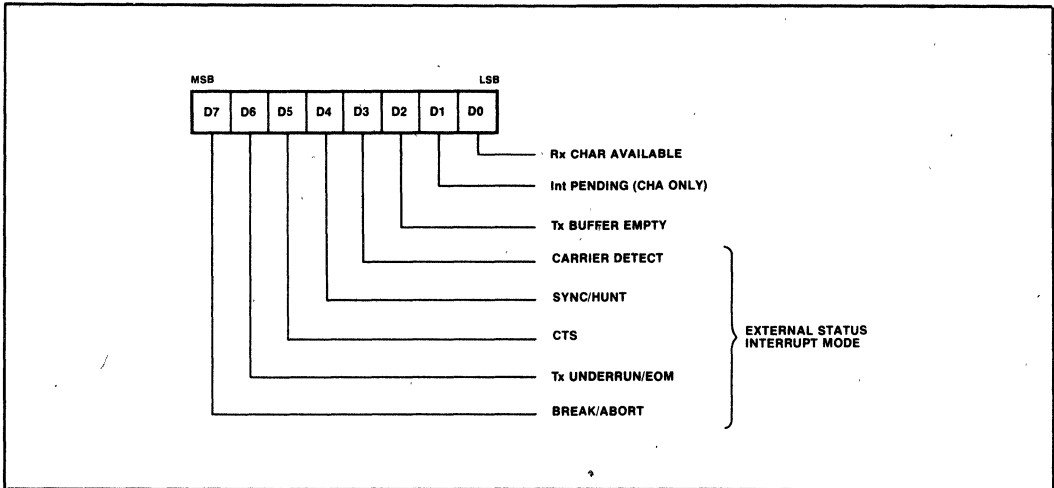 MSB LSB
D7 D6 D5 D4 D3 D2 D1 D0
Rx CHAR AVAILABLE
Int PENDING (CHA ONLY)
Tx BUFFER EMPTY
CARRIER DETECT
SYNC/HUNT
CTS
EXTERNAL STATUS
INTERRUPT MODE
Tx UNDERRUN/EOM
BREAK/ABORT